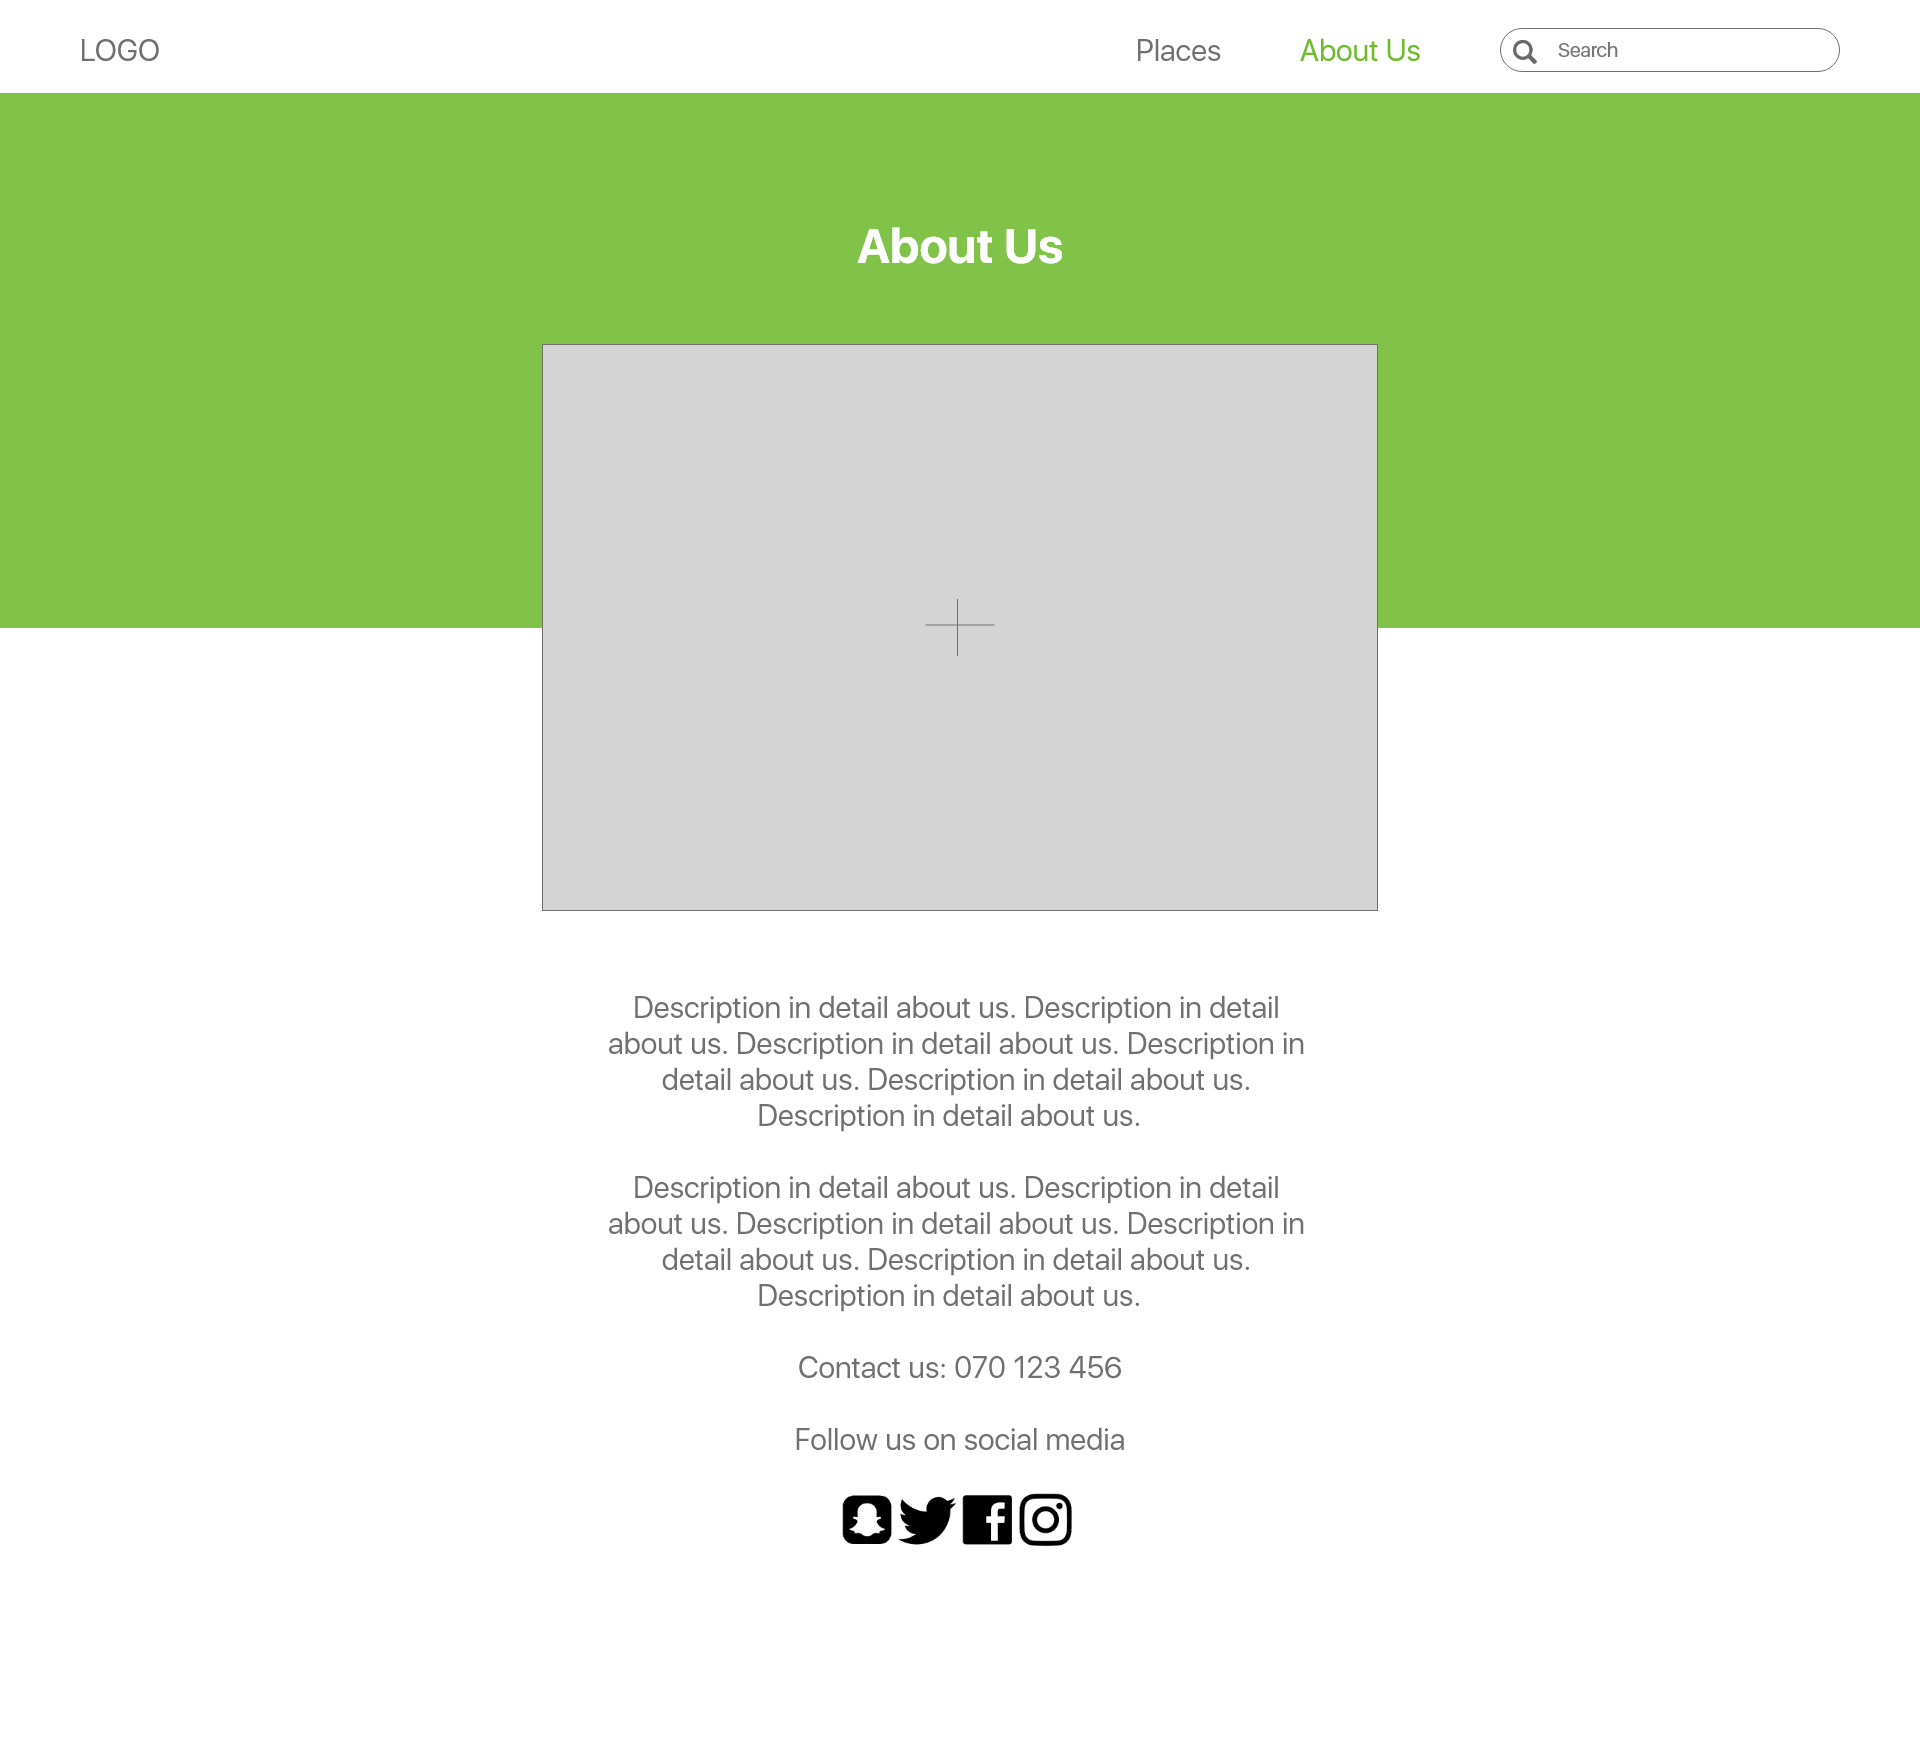 LOGO
Places
About Us
Search
About Us
Description in detail about us. Description in detail
about us. Description in detail about us. Description in
detail about us. Description in detail about us.
Description in detail about us.
Description in detail about us. Description in detail
about us. Description in detail about us. Description in
detail about us. Description in detail about us.
Description in detail about us.
Contact us: 070 123 456
Follow us on social media